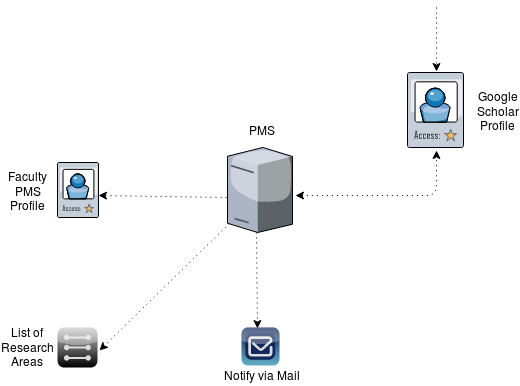 Google
Scholar
Profile
Access:
PMS
Faculty
PMS
Profile
Access:
List of
Research
Areas
Notify via Mail